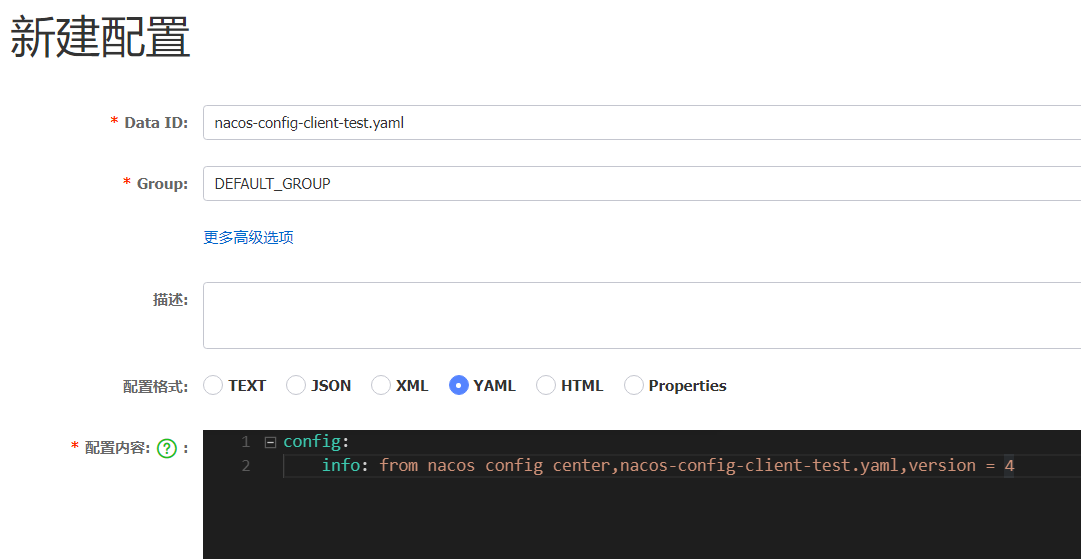 新建配置
* Data ID: nacos-config-client-test.yaml
* Group: DEFAULT_GROUP
更多高级选项
描述:
配置格式: TEXT JSON XML YAML HTML Properties
* 配置内容: ? : 1 config:
2 info: from nacos config center,nacos-config-client-test.yaml,version = 4